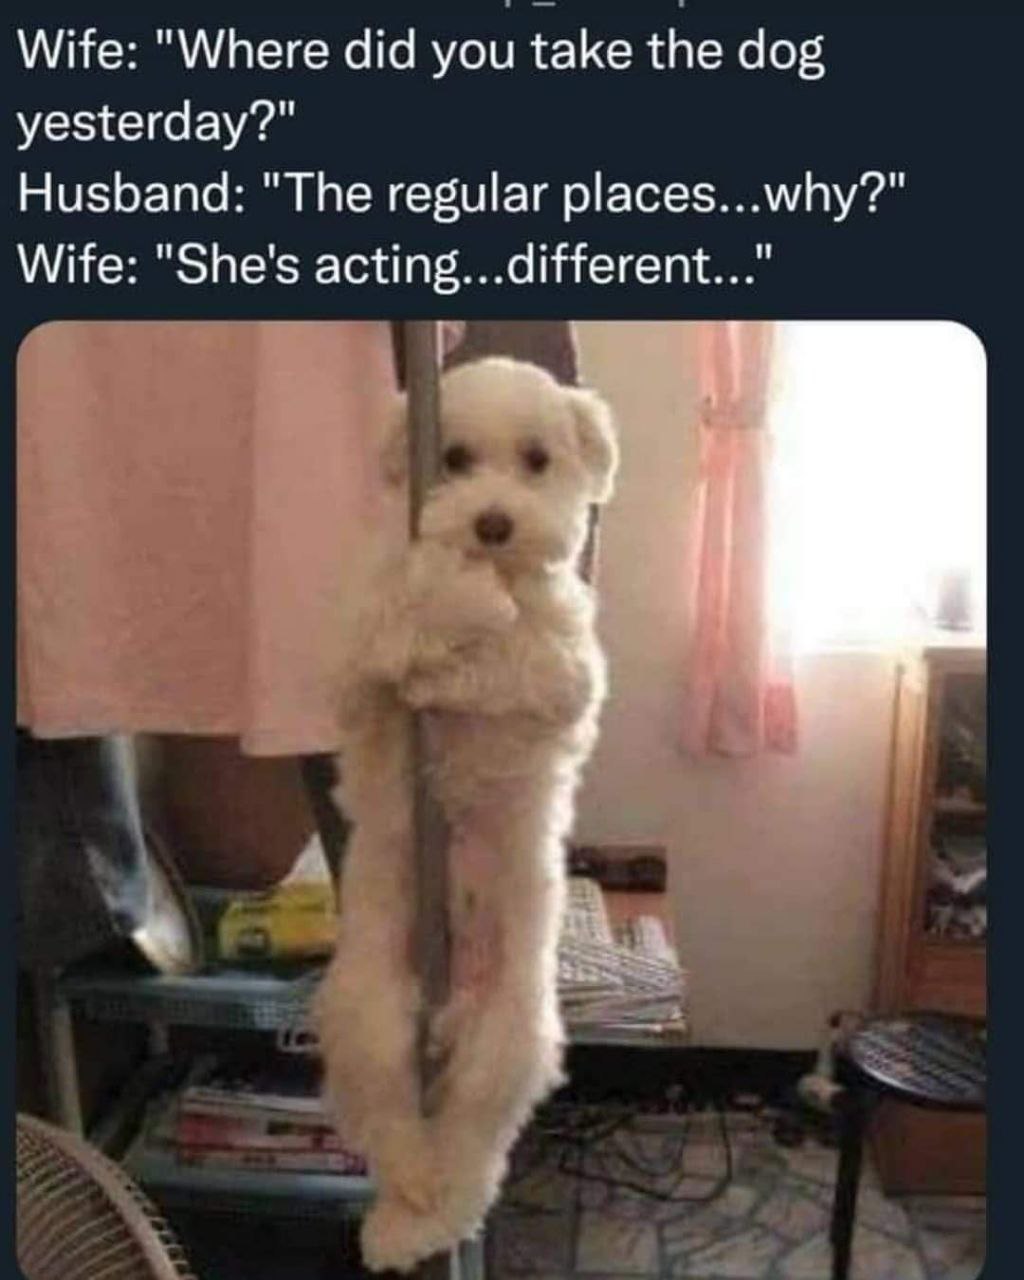 Wife: "Where did you take the dog
yesterday?"
Husband: "The regular places...why?"
Wife: "She's acting...different..."